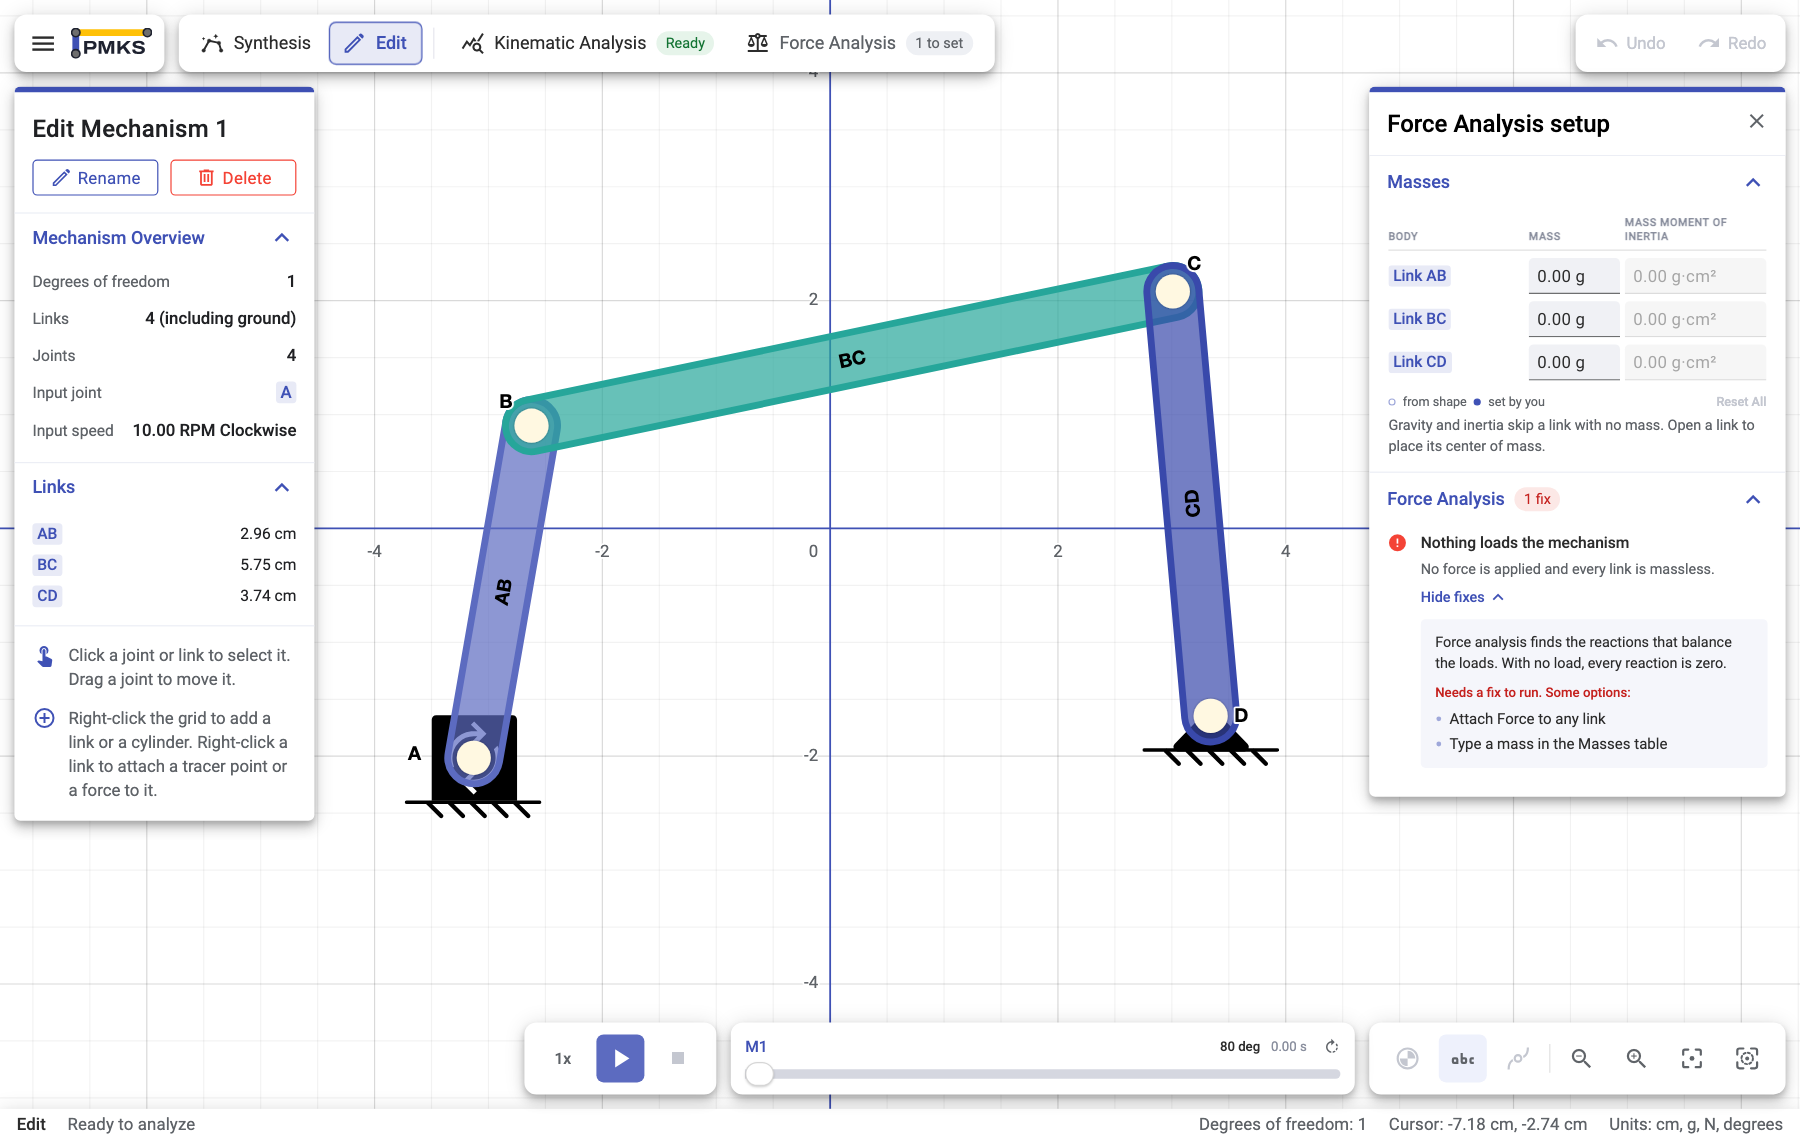 PMKS
Synthesis
Edit
Kinematic Analysis
Ready
Force Analysis
1 to set
Undo
Redo
Edit Mechanism 1
Rename
Delete
Mechanism Overview
Degrees of freedom 1
Links 4 (including ground)
Joints 4
Input joint A
Input speed 10.00 RPM Clockwise
Links
AB 2.96 cm
BC 5.75 cm
CD 3.74 cm
Click a joint or link to select it.
Drag a joint to move it.
Right-click the grid to add a
link or a cylinder. Right-click a
link to attach a tracer point or
a force to it.
4
2
-4
-2
0
2
4
-2
-4
A
B
C
D
AB
BC
CD
Force Analysis setup
Masses
BODY
MASS
MASS MOMENT OF
INERTIA
Link AB 0.00 g 0.00 g·cm²
Link BC 0.00 g 0.00 g·cm²
Link CD 0.00 g 0.00 g·cm²
from shape set by you Reset All
Gravity and inertia skip a link with no mass. Open a link to
place its center of mass.
Force Analysis 1 fix
Nothing loads the mechanism
No force is applied and every link is massless.
Hide fixes
Force analysis finds the reactions that balance
the loads. With no load, every reaction is zero.
Needs a fix to run. Some options:
• Attach Force to any link
• Type a mass in the Masses table
1x
M1
80 deg 0.00 s
abc
Edit Ready to analyze
Degrees of freedom: 1 Cursor: -7.18 cm, -2.74 cm Units: cm, g, N, degrees